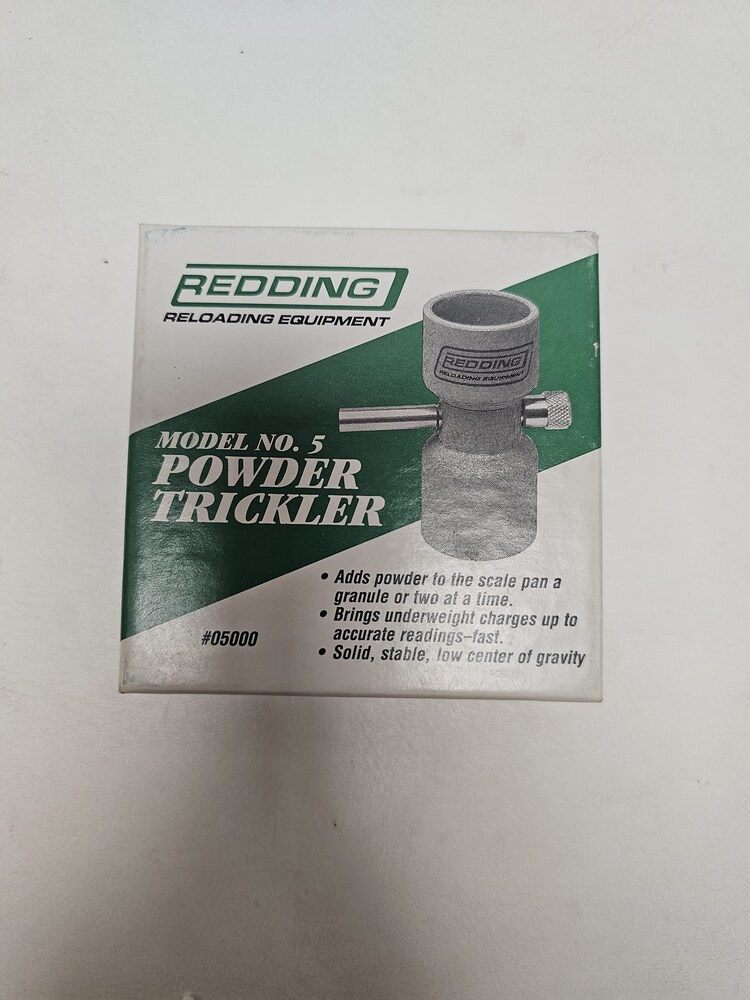 REDDING
RELOADING EQUIPMENT
REDDING
RELOADING EQUIPMENT
MODEL NO. 5
POWDER
TRICKLER
• Adds powder to the scale pan a
granule or two at a time.
• Brings underweight charges up to
accurate readings–fast.
• Solid, stable, low center of gravity
#05000